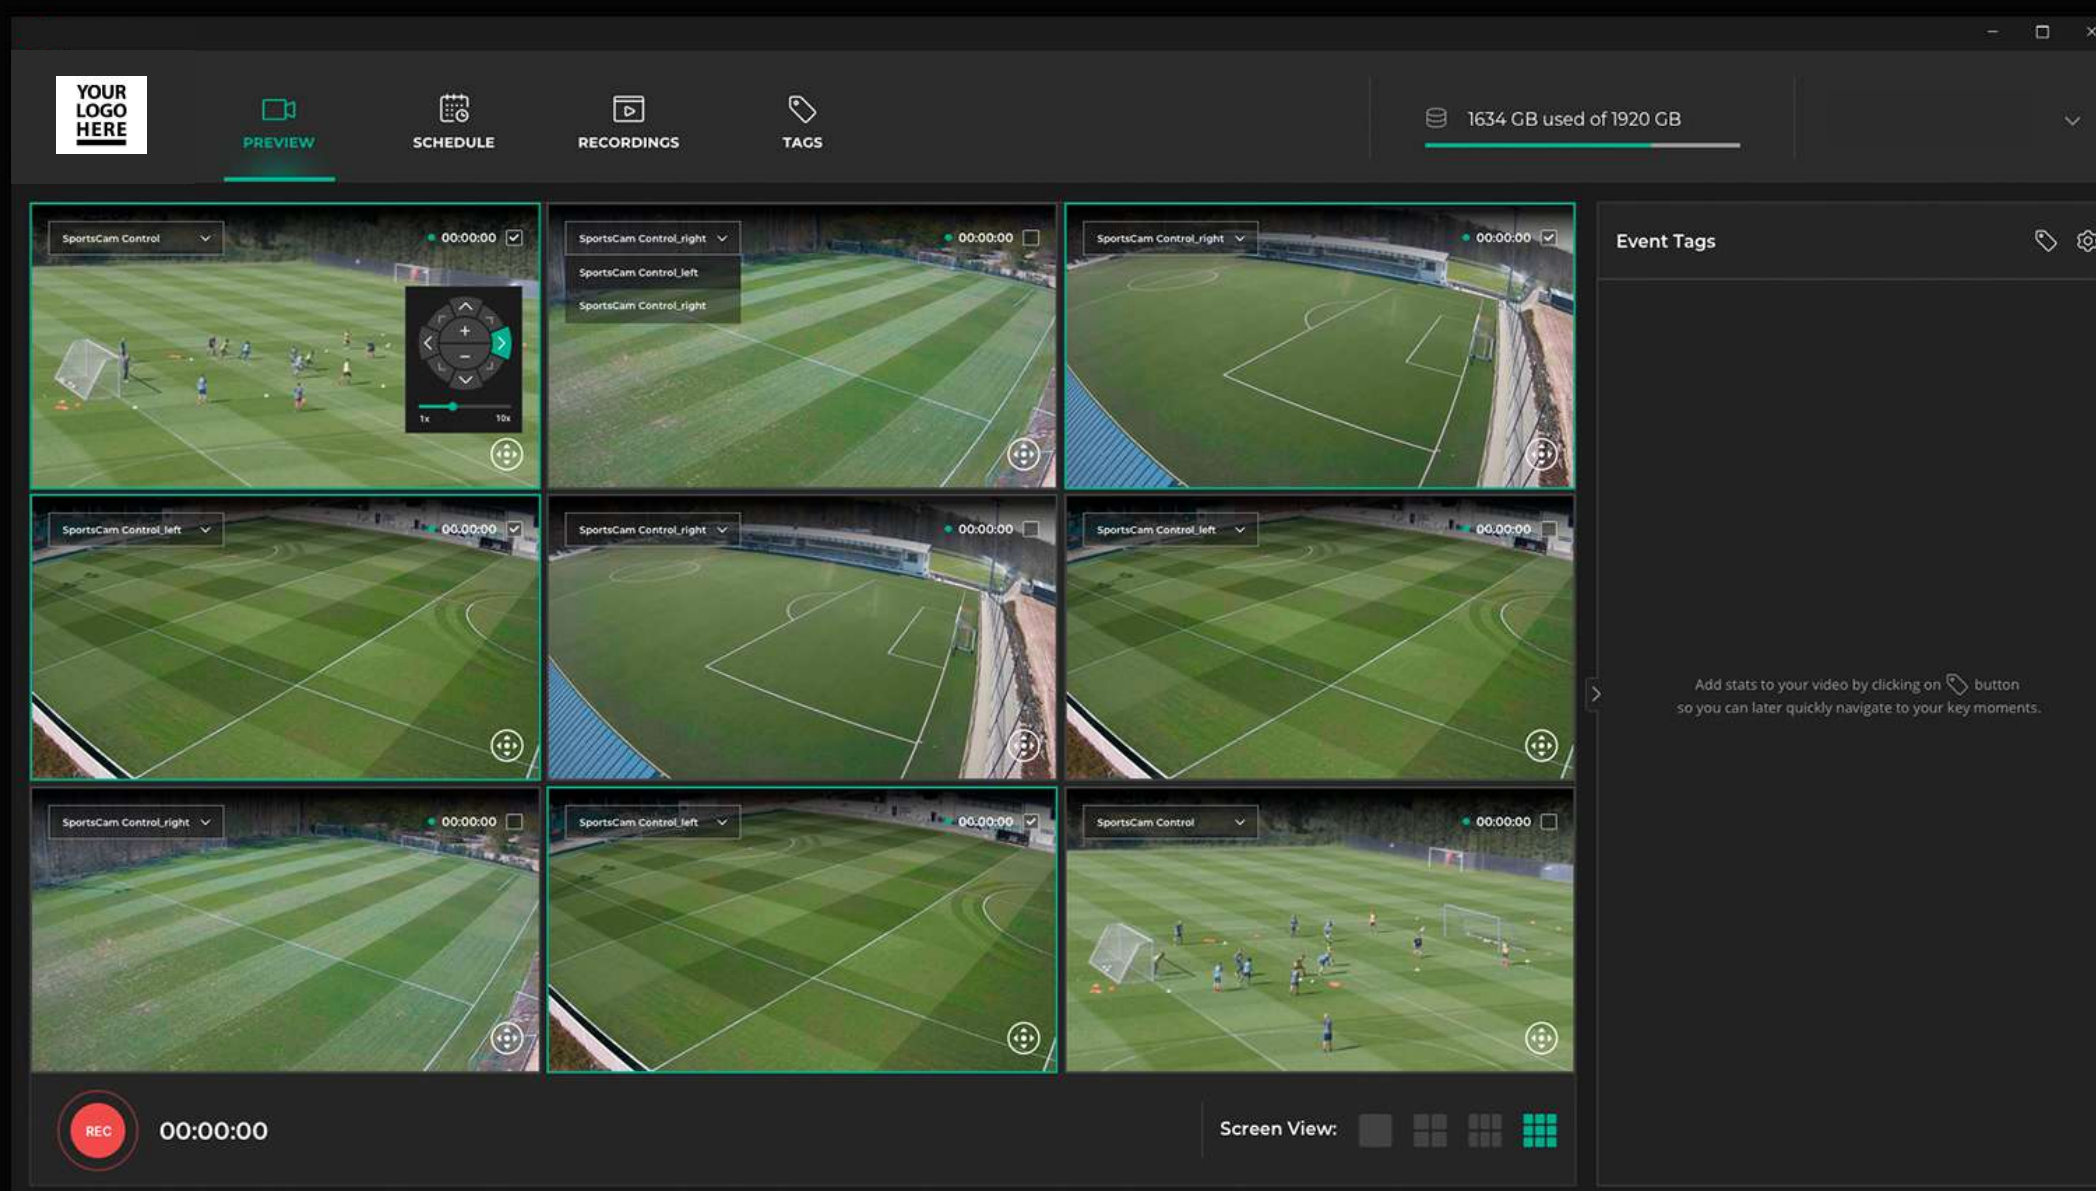 YOUR
LOGO
HERE
PREVIEW
SCHEDULE
RECORDINGS
TAGS
1634 GB used of 1920 GB
SportsCam Control
00:00:00
1x
10x
SportsCam Control_right
00:00:00
SportsCam Control_left
SportsCam Control_right
SportsCam Control_right
00:00:00
Event Tags
SportsCam Control_left
00:00:00
SportsCam Control_right
00:00:00
SportsCam Control_left
00:00:00
Add stats to your video by clicking on button
so you can later quickly navigate to your key moments.
SportsCam Control_right
00:00:00
SportsCam Control_left
00:00:00
SportsCam Control
00:00:00
REC
00:00:00
Screen View: